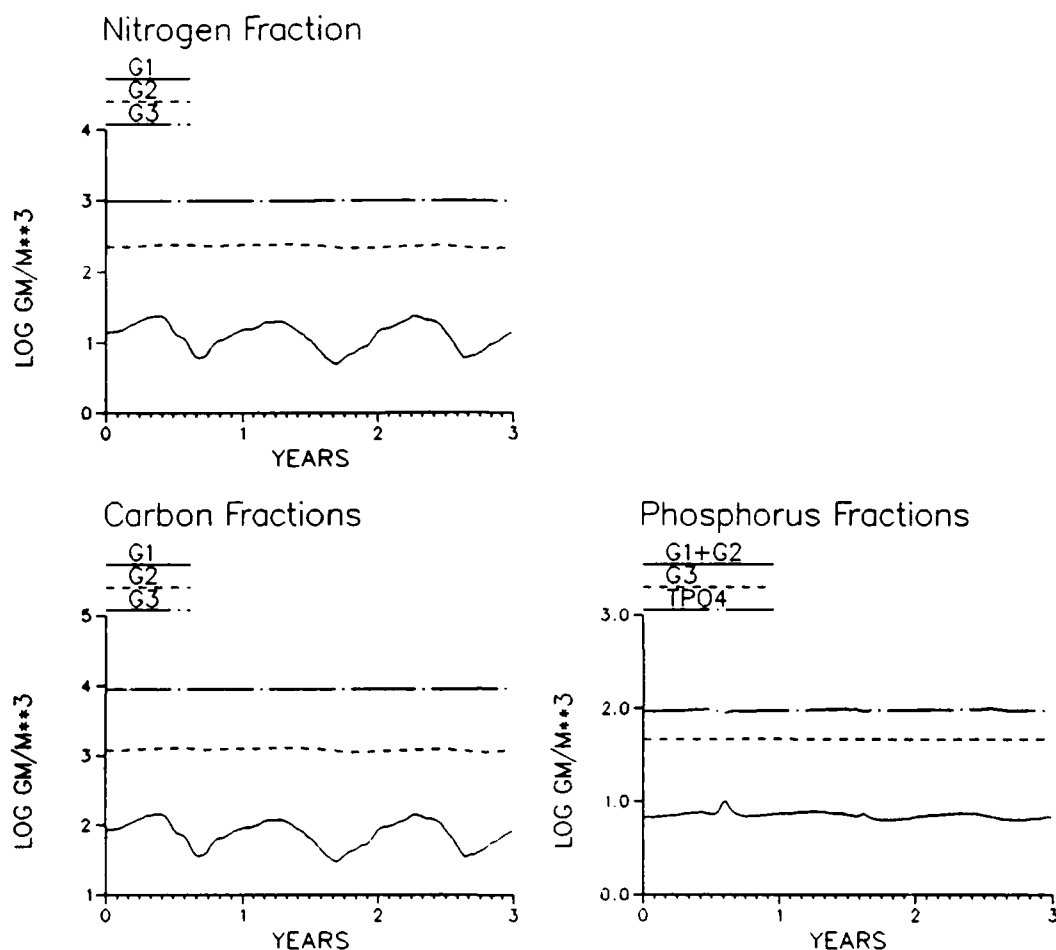 Nitrogen Fraction
G1
G2
G3
4
3
2
1
0
LOG GM/M**3
0 1 2 3
YEARS
Carbon Fractions
G1
G2
G3
5
4
3
2
1
LOG GM/M**3
0 1 2 3
YEARS
Phosphorus Fractions
G1+G2
G3
TPO4
3.0
2.0
1.0
0.0
LOG GM/M**3
0 1 2 3
YEARS